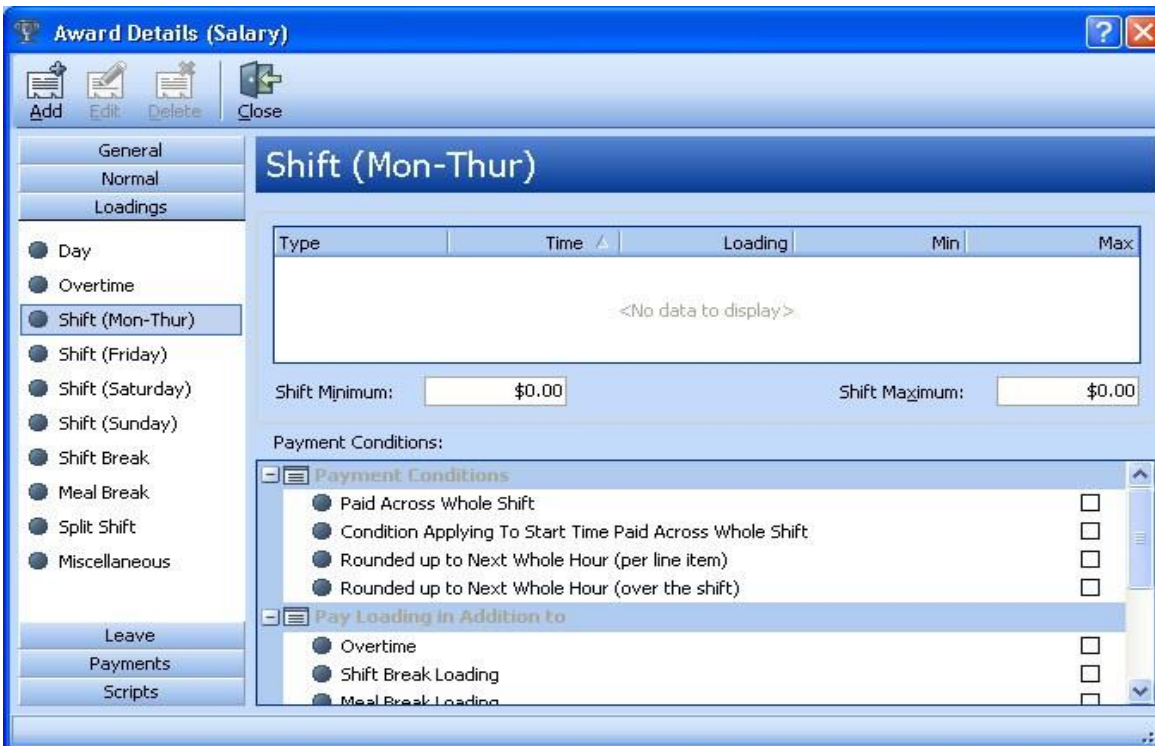 Award Details (Salary)
Add Edit Delete Close
General
Normal
Loadings
Day
Overtime
Shift (Mon-Thur)
Shift (Friday)
Shift (Saturday)
Shift (Sunday)
Shift Break
Meal Break
Split Shift
Miscellaneous
Leave
Payments
Scripts
Shift (Mon-Thur)
Type Time Loading Min Max
<No data to display>
Shift Minimum: $0.00 Shift Maximum: $0.00
Payment Conditions:
Payment Conditions
Paid Across Whole Shift
Condition Applying To Start Time Paid Across Whole Shift
Rounded up to Next Whole Hour (per line item)
Rounded up to Next Whole Hour (over the shift)
Pay Loading in Addition to
Overtime
Shift Break Loading
Meal Break Loading